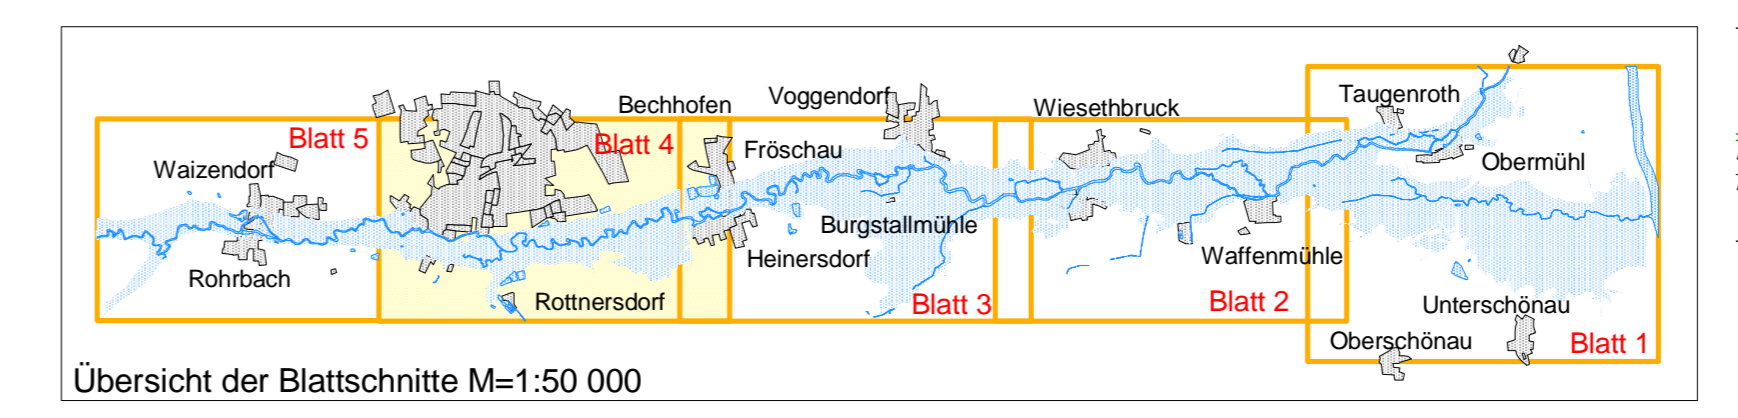 Taugenroth
Bechhofen
Voggendorf
Wiesethbruck
Blatt 5
Blatt 4
Fröschau
Obermühl
Waizendorf
Burgstallmühle
Heinersdorf
Waffenmühle
Rohrbach
Rottnersdorf
Blatt 3
Blatt 2
Unterschönau
Oberschönau
Blatt 1
Übersicht der Blattschnitte M=1:50 000